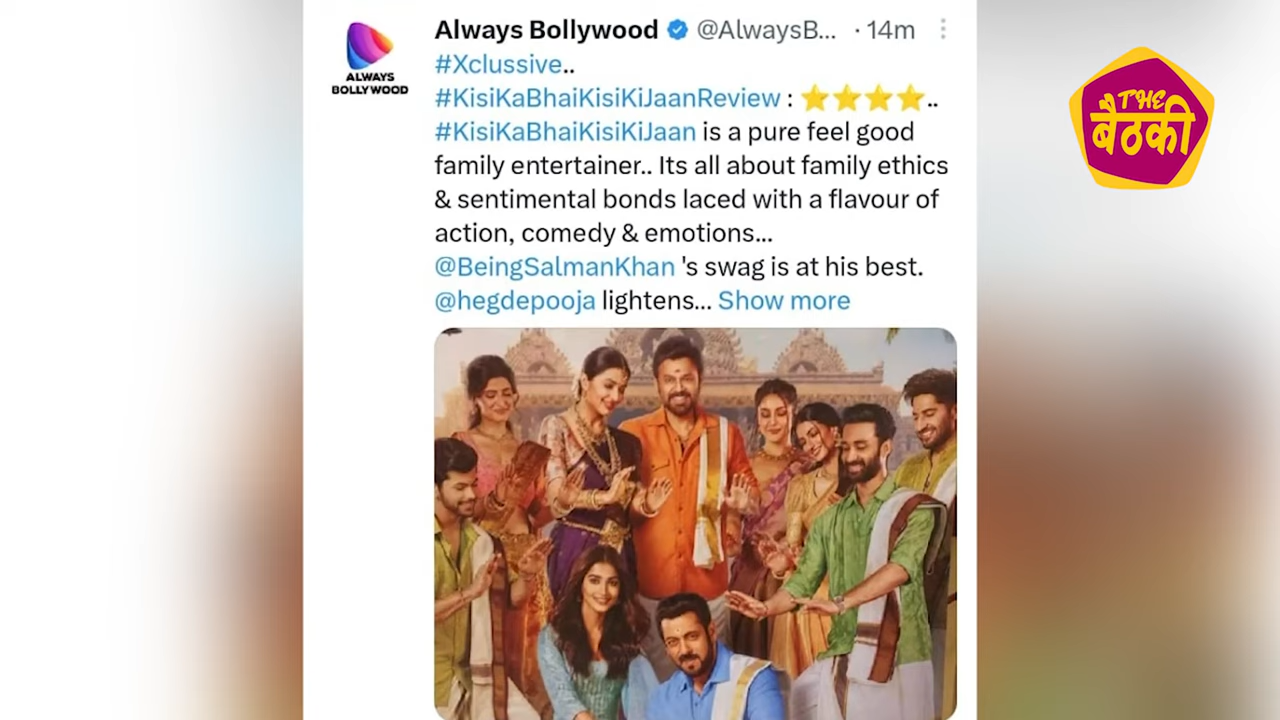 Always Bollywood @AlwaysB... · 14m
#Xclussive..
#KisiKaBhaiKisiKiJaanReview : ⭐⭐⭐⭐..
#KisiKaBhaiKisiKiJaan is a pure feel good
family entertainer.. Its all about family ethics
& sentimental bonds laced with a flavour of
action, comedy & emotions...
@BeingSalmanKhan 's swag is at his best.
@hegdepooja lightens... Show more
ALWAYS
BOLLYWOOD
THE
बैठकी